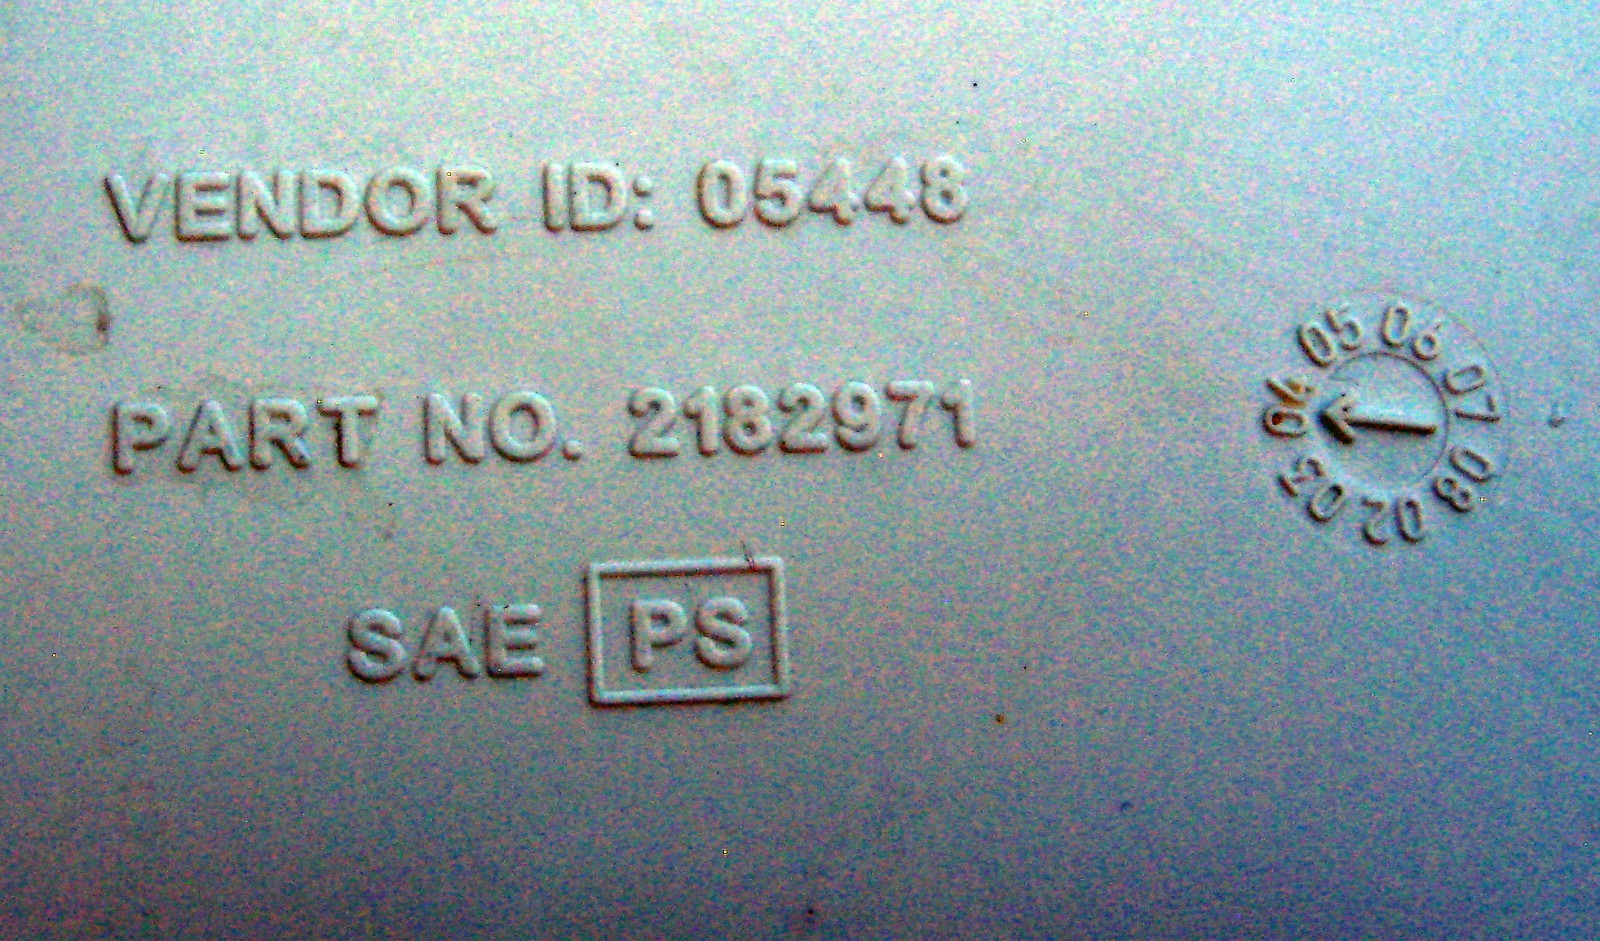 VENDOR ID: 05448
PART NO. 2182971
SAE PS
02 03 04 05 06 07 08